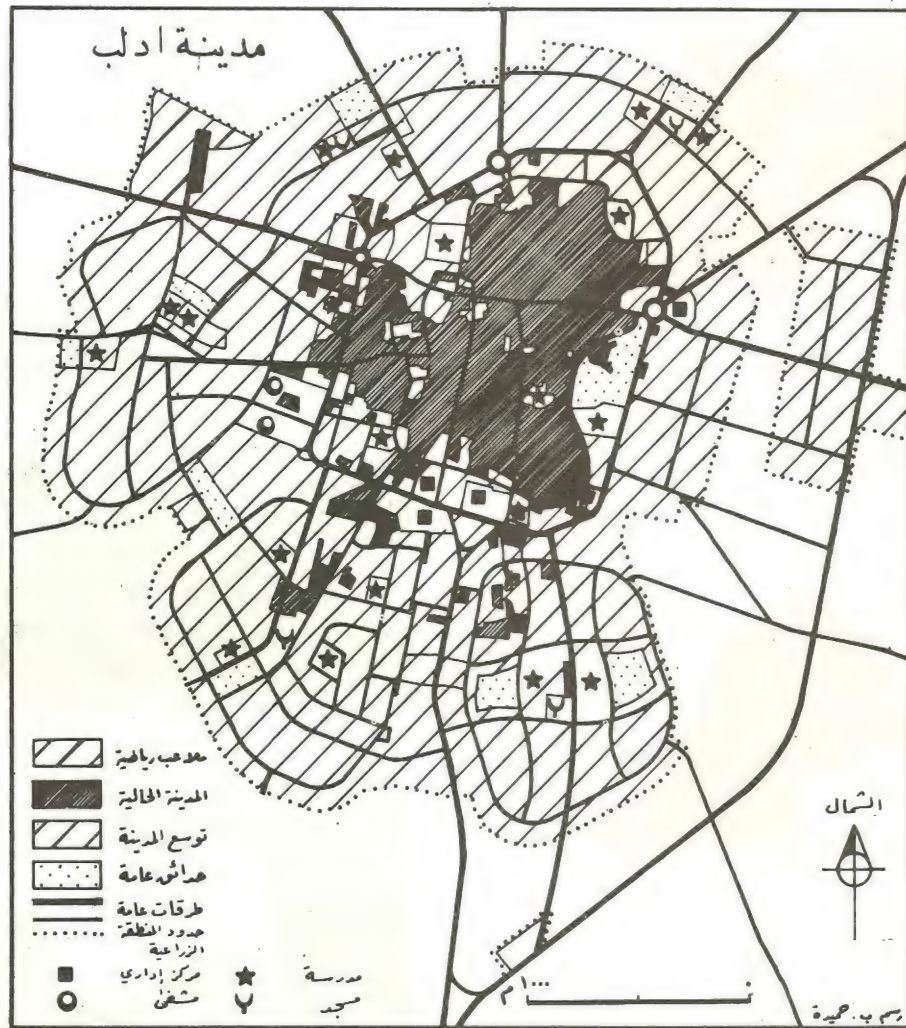 مدينة ادلب
ملاعب رياضية
المدينة الحالية
توسع المدينة
حدائق عامة
طرقات عامة
حدود المنطقة
الزراعية
مركز إداري
مدرسة
مشفى
مسجد
الشمال
١٠٠٠م
رسم ب. حميدة